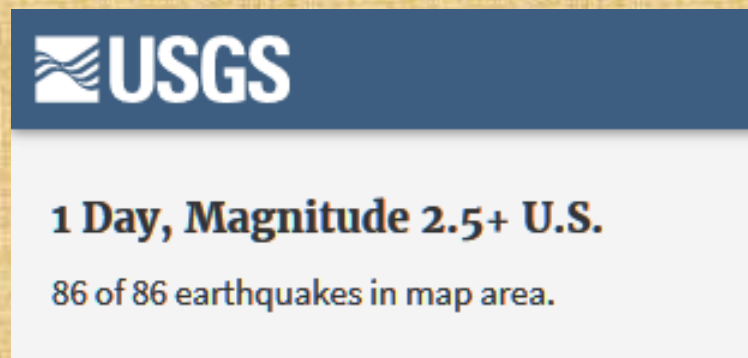 USGS
1 Day, Magnitude 2.5+ U.S.
86 of 86 earthquakes in map area.